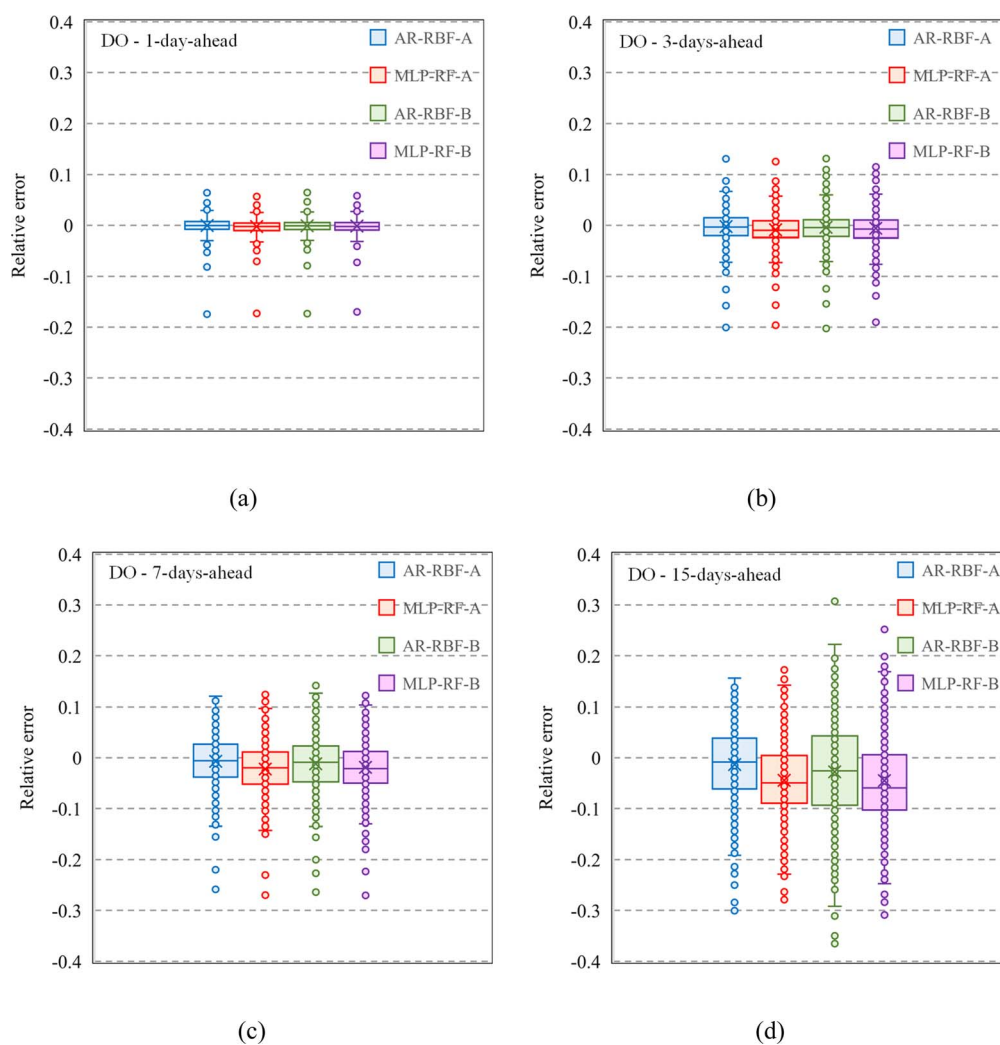 DO - 1-day-ahead
AR-RBF-A
MLP-RF-A
AR-RBF-B
MLP-RF-B
0.4
0.3
0.2
0.1
0
-0.1
-0.2
-0.3
-0.4
Relative error
(a)
DO - 3-days-ahead
AR-RBF-A
MLP-RF-A
AR-RBF-B
MLP-RF-B
0.4
0.3
0.2
0.1
0
-0.1
-0.2
-0.3
-0.4
Relative error
(b)
DO - 7-days-ahead
AR-RBF-A
MLP-RF-A
AR-RBF-B
MLP-RF-B
0.4
0.3
0.2
0.1
0
-0.1
-0.2
-0.3
-0.4
Relative error
(c)
DO - 15-days-ahead
AR-RBF-A
MLP-RF-A
AR-RBF-B
MLP-RF-B
0.4
0.3
0.2
0.1
0
-0.1
-0.2
-0.3
-0.4
Relative error
(d)